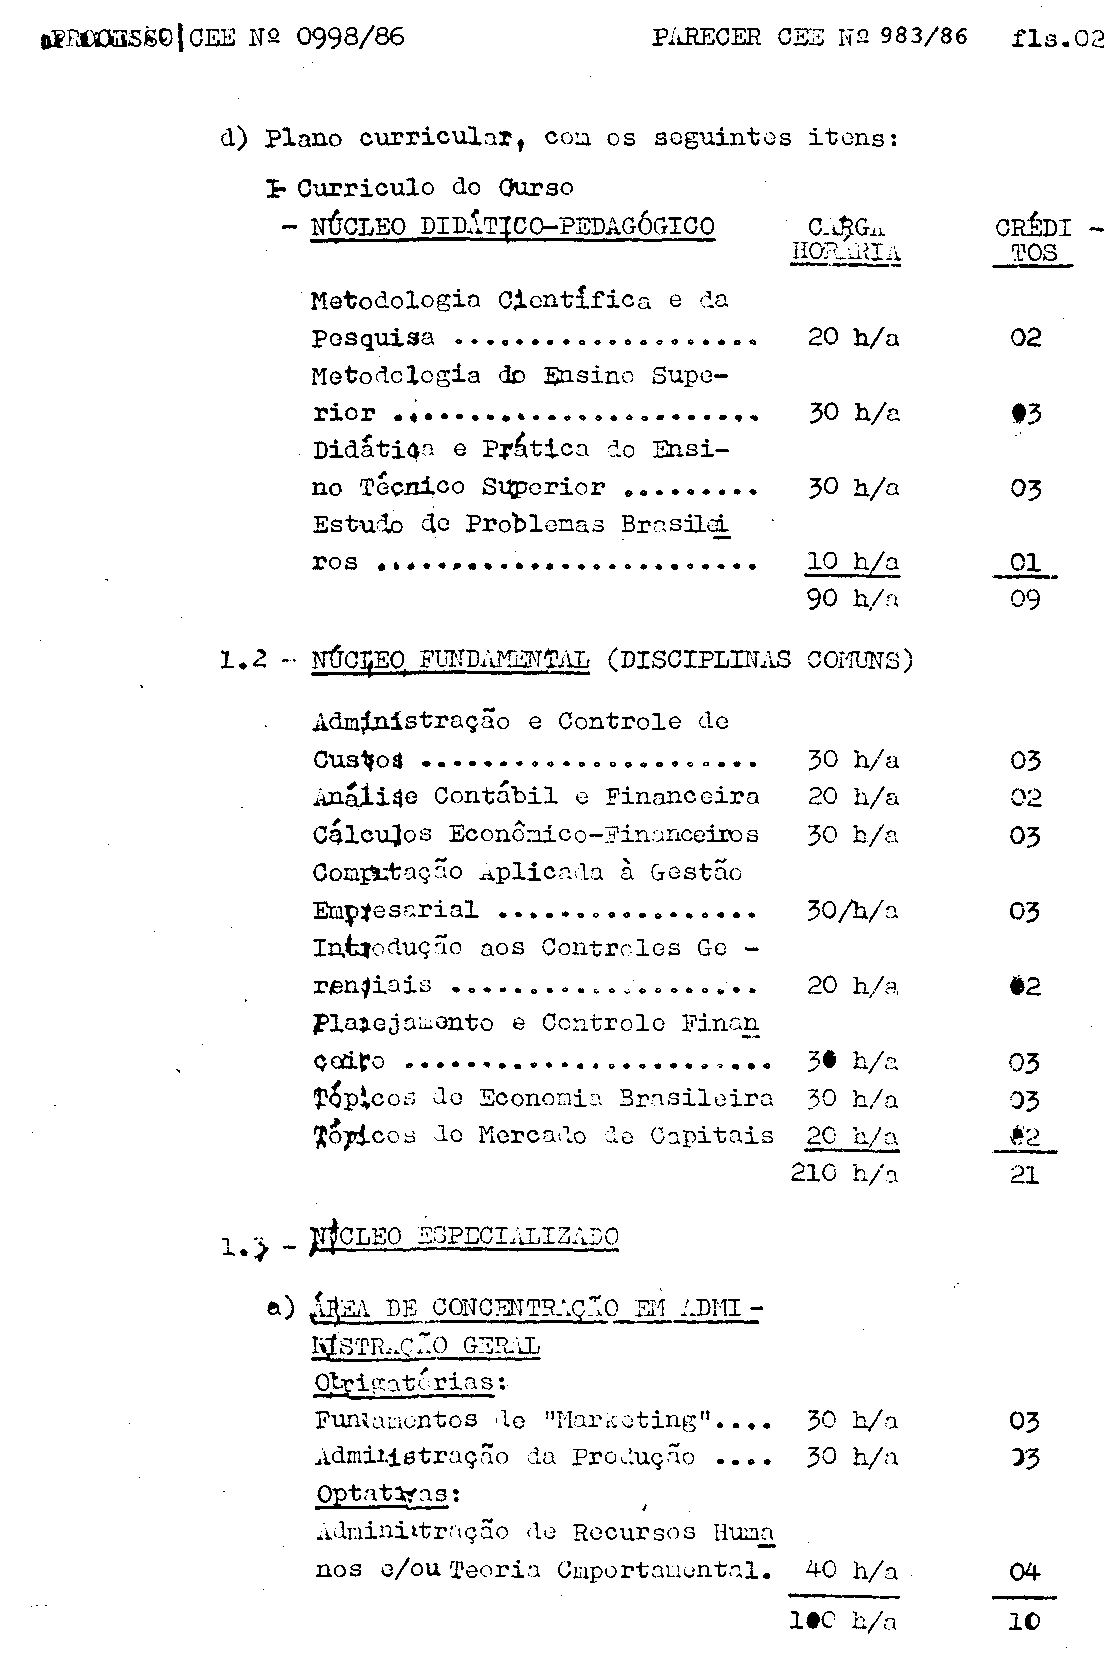 PROCESSO CEE Nº 0998/86 PARECER CEE Nº 983/86 fls.02
d) Plano curricular, com os seguintes itens:
I- Curriculo do Curso
- NÚCLEO DIDÁTICO-PEDAGÓGICO CARGA CRÉDI -
HORÁRIA TOS
Metodologia Científica e da
Pesquisa .................... 20 h/a 02
Metodologia do Ensino Supe-
rior ........................ 30 h/a 03
Didática e Prática do Ensi-
no Técnico Superior ......... 30 h/a 03
Estudo de Problemas Brasilei
ros ......................... 10 h/a 01
90 h/a 09
1.2 - NÚCLEO FUNDAMENTAL (DISCIPLINAS COMUNS)
Administração e Controle de
Custos ...................... 30 h/a 03
Análise Contábil e Financeira 20 h/a 02
Cálculos Econômico-Financeiros 30 h/a 03
Computação Aplicada à Gestão
Empresarial ................. 30/h/a 03
Introdução aos Controles Ge -
renciais .................... 20 h/a 02
Planejamento e Controle Finan
ceiro ........................ 30 h/a 03
Tópicos de Economia Brasileira 30 h/a 03
Tópicos de Mercado de Capitais 20 h/a 02
210 h/a 21
1.3 - NÚCLEO ESPECIALIZADO
a) ÁREA DE CONCENTRAÇÃO EM ADMI -
NISTRAÇÃO GERAL
Obrigatórias:
Fundamentos de "Marketing".... 30 h/a 03
Administração da Produção .... 30 h/a 03
Optativas:
Administração de Recursos Huma
nos e/ou Teoria Cmportamental. 40 h/a 04
100 h/a 10